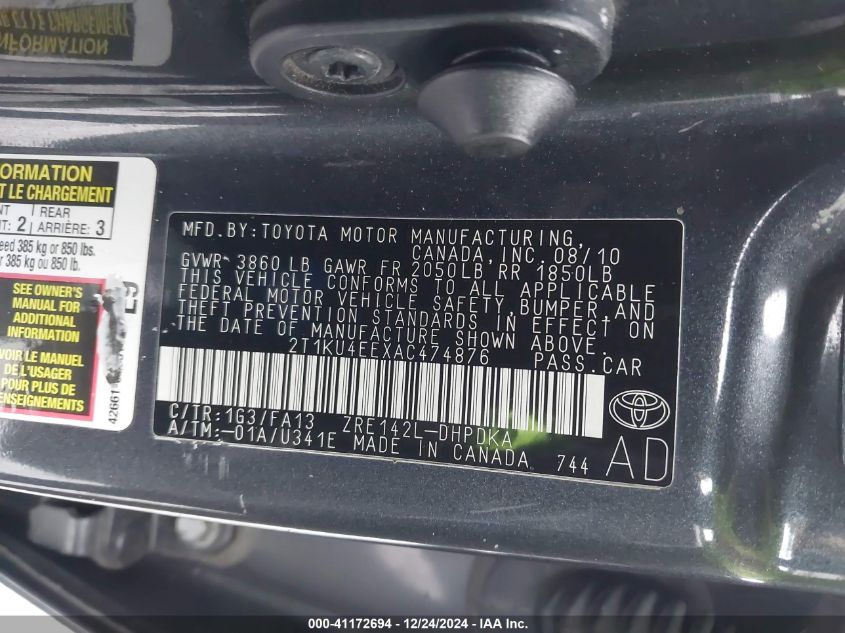 INFORMATION
ORMATION
T LE CHARGEMENT
NT REAR
NT: 2 ARRIÈRE: 3
eed 385 kg or 850 lbs.
r 385 kg ou 850 lb.
SEE OWNER'S
MANUAL FOR
ADDITIONAL
INFORMATION
VOIR LE MANUEL
DE L'USAGER
POUR PLUS DE
RENSEIGNEMENTS
42661
MFD. BY: TOYOTA MOTOR MANUFACTURING,
CANADA, INC. 08/10
GVWR 3860 LB GAWR FR 2050LB RR 1850LB
THIS VEHICLE CONFORMS TO ALL APPLICABLE
FEDERAL MOTOR VEHICLE SAFETY, BUMPER, AND
THEFT PREVENTION STANDARDS IN EFFECT ON
THE DATE OF MANUFACTURE SHOWN ABOVE.
2T1KU4EEXAC474876 PASS. CAR
C/TR: 1G3/FA13 ZRE142L-DHPDKA
A/TM: -01A/U341E MADE IN CANADA 744
AD
000-41172694 - 12/24/2024 - IAA Inc.